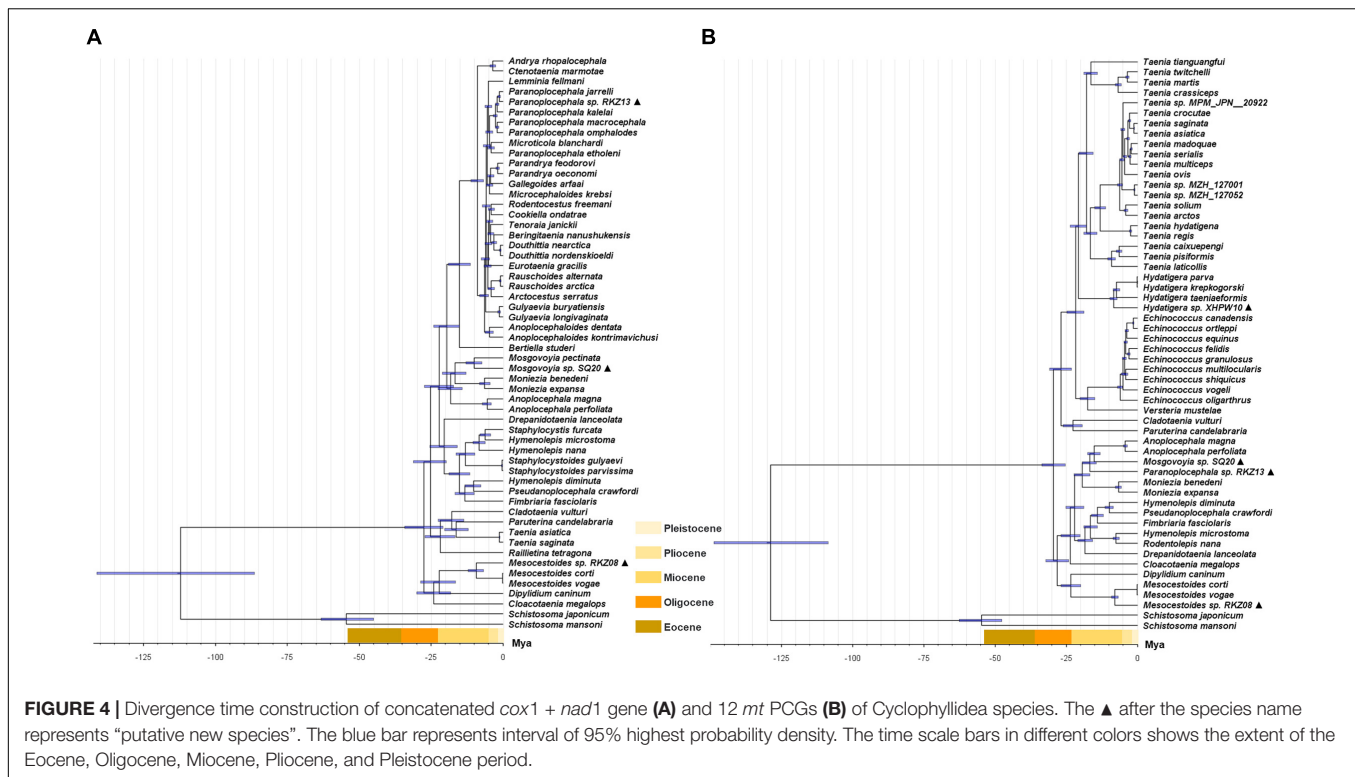 A
B
Andrya rhopalocephala
Ctenotaenia marmotae
Lemminia fellmani
Paranoplocephala jarrelli
Paranoplocephala sp. RKZ13 ▲
Paranoplocephala kalelai
Paranoplocephala macrocephala
Paranoplocephala omphalodes
Microticola blanchardi
Paranoplocephala etholeni
Parandrya feodorovi
Parandrya oeconomi
Gallegoides arfaai
Microcephaloides krebsi
Rodentocestus freemani
Cookiella ondatrae
Tenoraia janickii
Beringitaenia nanushukensis
Douthittia nearctica
Douthittia nordenskioeldi
Eurotaenia gracilis
Rauschoides alternata
Rauschoides arctica
Arctocestus serratus
Gulyaevia buryatiensis
Gulyaevia longivaginata
Anoplocephaloides dentata
Anoplocephaloides kontrimavichusi
Bertiella studeri
Mosgovoyia pectinata
Mosgovoyia sp. SQ20 ▲
Moniezia benedeni
Moniezia expansa
Anoplocephala magna
Anoplocephala perfoliata
Drepanidotaenia lanceolata
Staphylocystis furcata
Hymenolepis microstoma
Hymenolepis nana
Staphylocystoides gulyaevi
Staphylocystoides parvissima
Hymenolepis diminuta
Pseudanoplocephala crawfordi
Fimbriaria fasciolaris
Cladotaenia vulturi
Paruterina candelabraria
Taenia asiatica
Taenia saginata
Raillietina tetragona
Mesocestoides sp. RKZ08 ▲
Mesocestoides corti
Mesocestoides vogae
Dipylidium caninum
Cloacotaenia megalops
Schistosoma japonicum
Schistosoma mansoni
-125 -100 -75 -50 -25 0
Mya
Pleistocene
Pliocene
Miocene
Oligocene
Eocene
Taenia tianguangfui
Taenia twitchelli
Taenia martis
Taenia crassiceps
Taenia sp. MPM_JPN__20922
Taenia crocutae
Taenia saginata
Taenia asiatica
Taenia madoquae
Taenia serialis
Taenia multiceps
Taenia ovis
Taenia sp. MZH_127001
Taenia sp. MZH_127052
Taenia solium
Taenia arctos
Taenia hydatigena
Taenia regis
Taenia caixuepengi
Taenia pisiformis
Taenia laticollis
Hydatigera parva
Hydatigera krepkogorski
Hydatigera taeniaeformis
Hydatigera sp. XHPW10 ▲
Echinococcus canadensis
Echinococcus ortleppi
Echinococcus equinus
Echinococcus felidis
Echinococcus granulosus
Echinococcus multilocularis
Echinococcus shiquicus
Echinococcus vogeli
Echinococcus oligarthrus
Versteria mustelae
Cladotaenia vulturi
Paruterina candelabraria
Anoplocephala magna
Anoplocephala perfoliata
Mosgovoyia sp. SQ20 ▲
Paranoplocephala sp. RKZ13 ▲
Moniezia benedeni
Moniezia expansa
Hymenolepis diminuta
Pseudanoplocephala crawfordi
Fimbriaria fasciolaris
Hymenolepis microstoma
Rodentolepis nana
Drepanidotaenia lanceolata
Cloacotaenia megalops
Dipylidium caninum
Mesocestoides corti
Mesocestoides vogae
Mesocestoides sp. RKZ08 ▲
Schistosoma japonicum
Schistosoma mansoni
-125 -100 -75 -50 -25 0
Mya
FIGURE 4 | Divergence time construction of concatenated cox1 + nad1 gene (A) and 12 mt PCGs (B) of Cyclophyllidea species. The ▲ after the species name
represents “putative new species”. The blue bar represents interval of 95% highest probability density. The time scale bars in different colors shows the extent of the
Eocene, Oligocene, Miocene, Pliocene, and Pleistocene period.